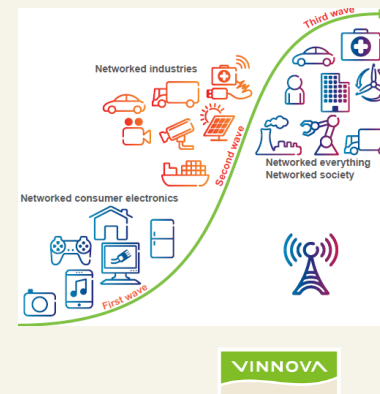 Third wave
Networked industries
Second wave
Networked everything
Networked society
Networked consumer electronics
First wave
VINNOVA